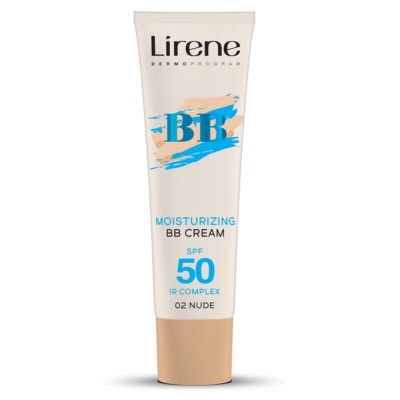 Lirene
DERMOPROGRAM
BB
MOISTURIZING
BB CREAM
SPF
50
IR COMPLEX
02 NUDE